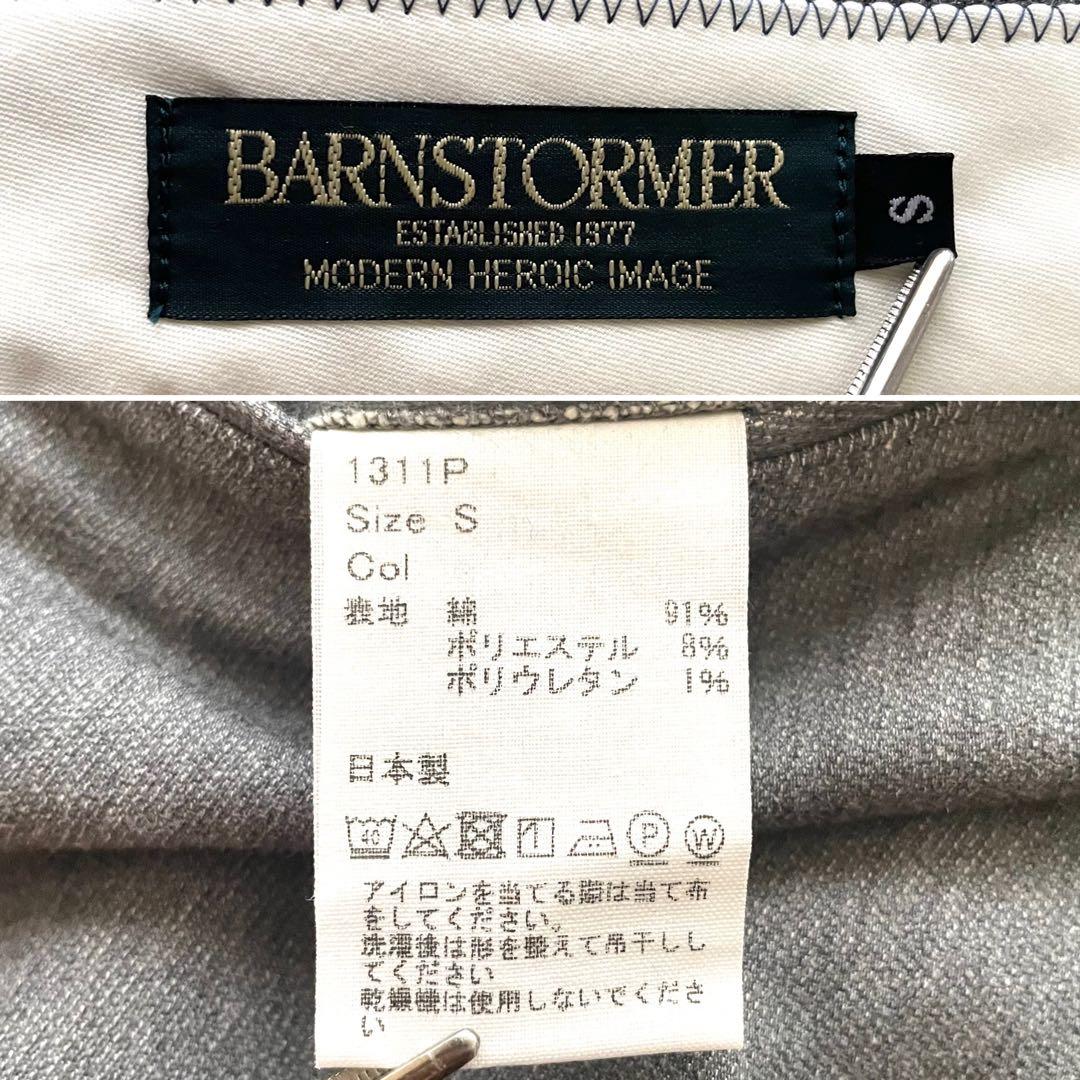 BARNSTORMER
ESTABLISHED 1977
MODERN HEROIC IMAGE
S
1311P
Size S
Col
表地 綿 91%
ポリエステル 8%
ポリウレタン 1%
日本製
40 P W
アイロンを当てる際は当て布
をしてください。
洗濯後は形を整えて吊干しし
てください
乾燥機は使用しないでくださ
い